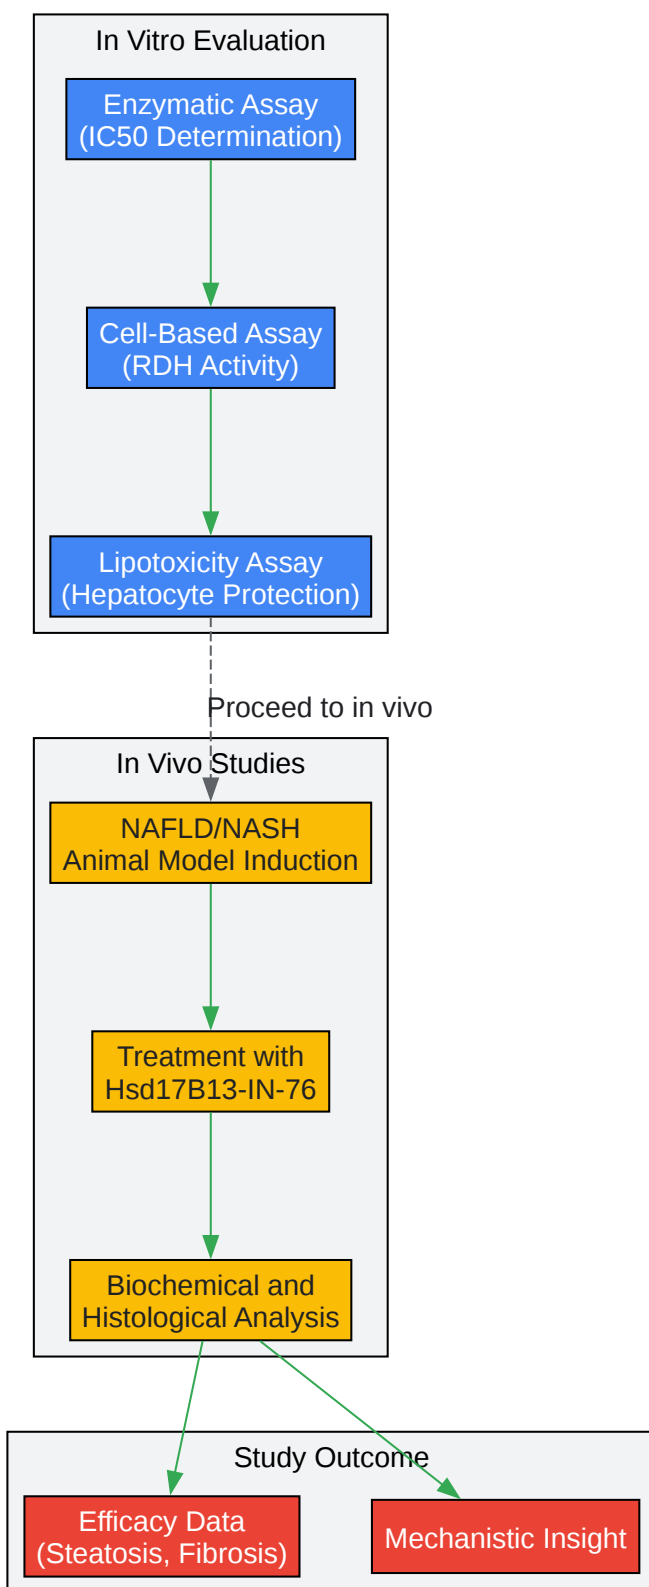 In Vitro Evaluation
Enzymatic Assay
(IC50 Determination)
Cell-Based Assay
(RDH Activity)
Lipotoxicity Assay
(Hepatocyte Protection)
Proceed to in vivo
In Vivo Studies
NAFLD/NASH
Animal Model Induction
Treatment with
Hsd17B13-IN-76
Biochemical and
Histological Analysis
Study Outcome
Efficacy Data
(Steatosis, Fibrosis)
Mechanistic Insight